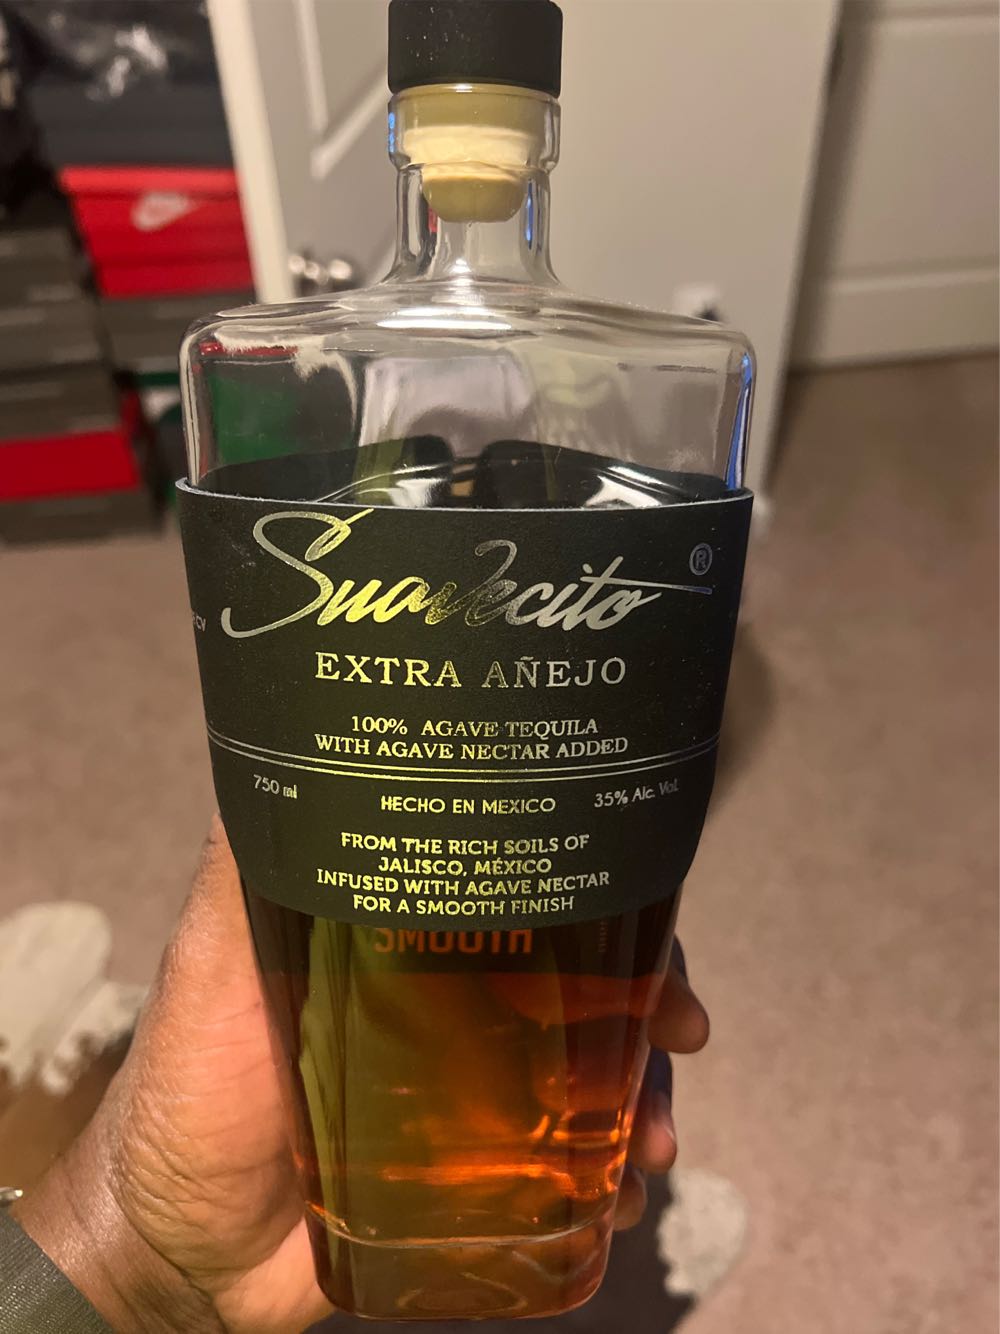 Suavecito ®
EXTRA AÑEJO
100% AGAVE TEQUILA
WITH AGAVE NECTAR ADDED
750 ml
HECHO EN MEXICO
35% Alc. Vol.
FROM THE RICH SOILS OF
JALISCO, MÉXICO
INFUSED WITH AGAVE NECTAR
FOR A SMOOTH FINISH
SMOOTH
CV